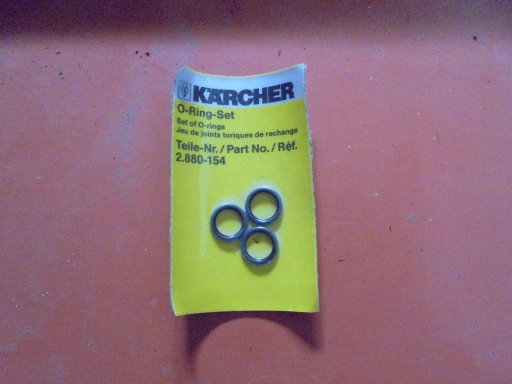 KÄRCHER
O-Ring-Set
Set of O-rings
Jeu de joints toriques de rechange
Teile-Nr./Part No./Réf.
2.880-154